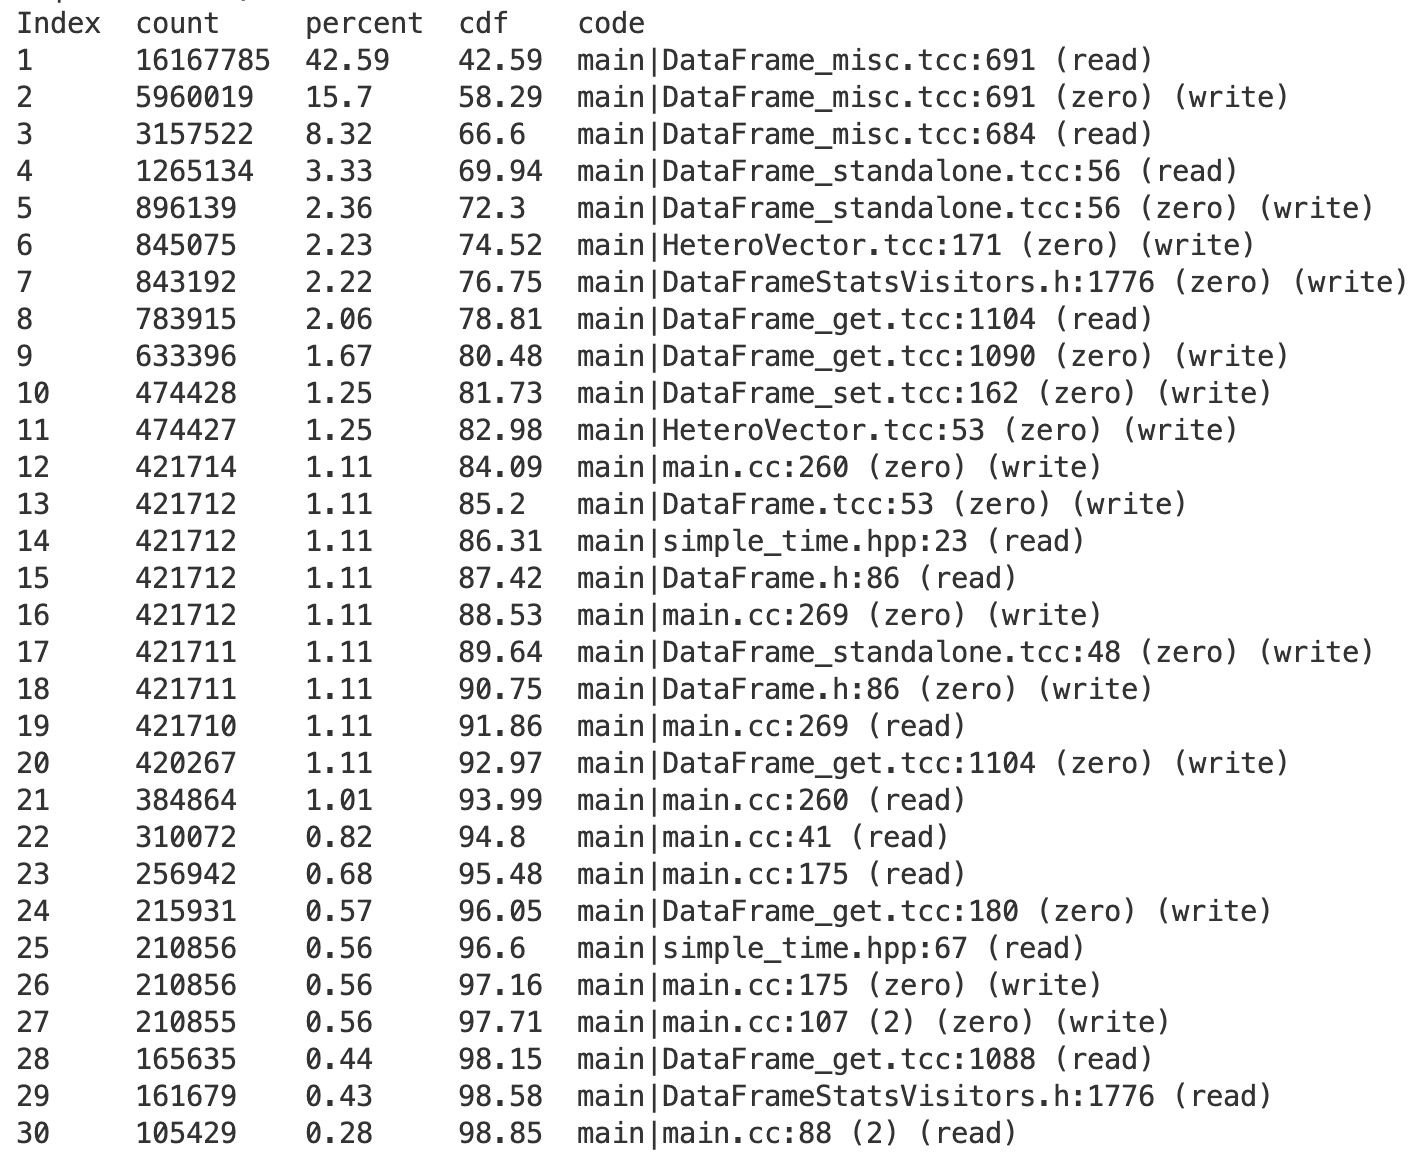 Index count percent cdf code
1 16167785 42.59 42.59 main|DataFrame_misc.tcc:691 (read)
2 5960019 15.7 58.29 main|DataFrame_misc.tcc:691 (zero) (write)
3 3157522 8.32 66.6 main|DataFrame_misc.tcc:684 (read)
4 1265134 3.33 69.94 main|DataFrame_standalone.tcc:56 (read)
5 896139 2.36 72.3 main|DataFrame_standalone.tcc:56 (zero) (write)
6 845075 2.23 74.52 main|HeteroVector.tcc:171 (zero) (write)
7 843192 2.22 76.75 main|DataFrameStatsVisitors.h:1776 (zero) (write)
8 783915 2.06 78.81 main|DataFrame_get.tcc:1104 (read)
9 633396 1.67 80.48 main|DataFrame_get.tcc:1090 (zero) (write)
10 474428 1.25 81.73 main|DataFrame_set.tcc:162 (zero) (write)
11 474427 1.25 82.98 main|HeteroVector.tcc:53 (zero) (write)
12 421714 1.11 84.09 main|main.cc:260 (zero) (write)
13 421712 1.11 85.2 main|DataFrame.tcc:53 (zero) (write)
14 421712 1.11 86.31 main|simple_time.hpp:23 (read)
15 421712 1.11 87.42 main|DataFrame.h:86 (read)
16 421712 1.11 88.53 main|main.cc:269 (zero) (write)
17 421711 1.11 89.64 main|DataFrame_standalone.tcc:48 (zero) (write)
18 421711 1.11 90.75 main|DataFrame.h:86 (zero) (write)
19 421710 1.11 91.86 main|main.cc:269 (read)
20 420267 1.11 92.97 main|DataFrame_get.tcc:1104 (zero) (write)
21 384864 1.01 93.99 main|main.cc:260 (read)
22 310072 0.82 94.8 main|main.cc:41 (read)
23 256942 0.68 95.48 main|main.cc:175 (read)
24 215931 0.57 96.05 main|DataFrame_get.tcc:180 (zero) (write)
25 210856 0.56 96.6 main|simple_time.hpp:67 (read)
26 210856 0.56 97.16 main|main.cc:175 (zero) (write)
27 210855 0.56 97.71 main|main.cc:107 (2) (zero) (write)
28 165635 0.44 98.15 main|DataFrame_get.tcc:1088 (read)
29 161679 0.43 98.58 main|DataFrameStatsVisitors.h:1776 (read)
30 105429 0.28 98.85 main|main.cc:88 (2) (read)